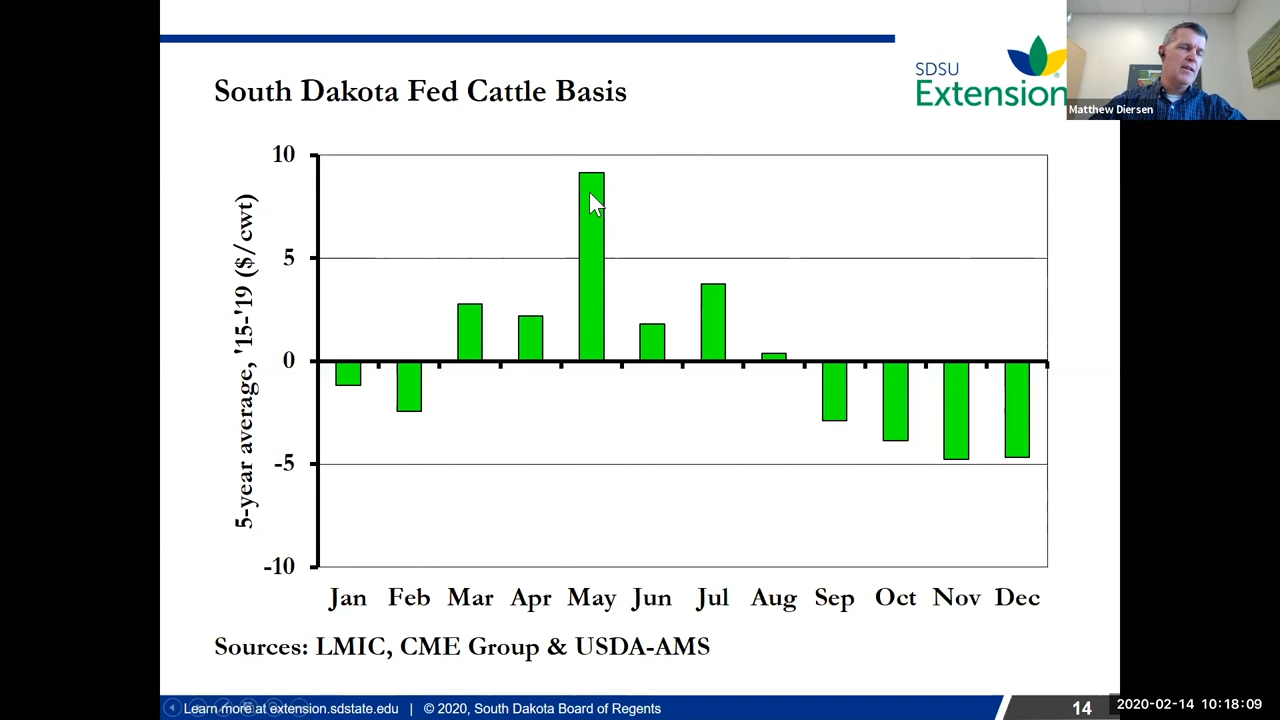 South Dakota Fed Cattle Basis
SDSU
Extension
Matthew Diersen
5-year average, '15-'19 ($/cwt)
10
5
0
-5
-10
Jan Feb Mar Apr May Jun Jul Aug Sep Oct Nov Dec
Sources: LMIC, CME Group & USDA-AMS
Learn more at extension.sdstate.edu | © 2020, South Dakota Board of Regents
14
2020-02-14 10:18:09